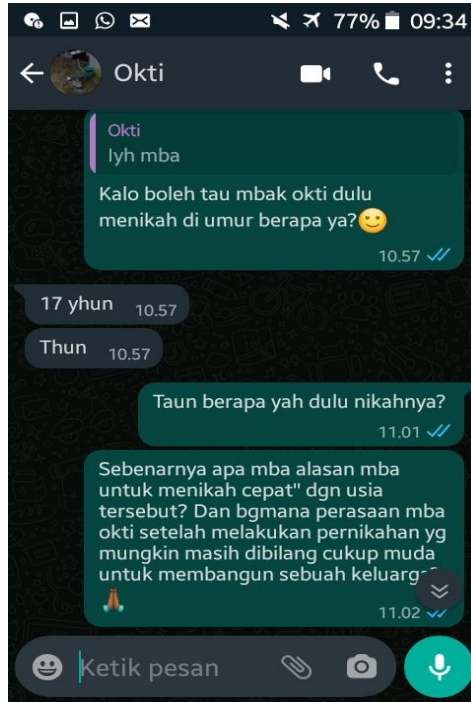 77% 09:34
Okti
Okti
Iyh mba
Kalo boleh tau mbak okti dulu
menikah di umur berapa ya?🙂
10.57
17 yhun 10.57
Thun 10.57
Taun berapa yah dulu nikahnya?
11.01
Sebenarnya apa mba alasan mba
untuk menikah cepat" dgn usia
tersebut? Dan bgmana perasaan mba
okti setelah melakukan pernikahan yg
mungkin masih dibilang cukup muda
untuk membangun sebuah
🙏🏾
11.02
Ketik pesan